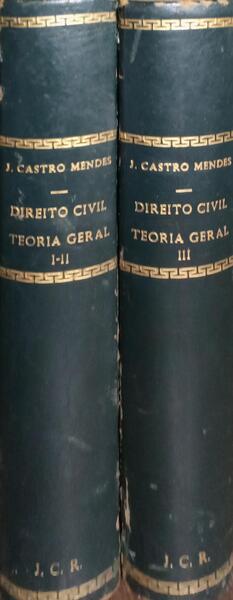 J. CASTRO MENDES
DIREITO CIVIL
TEORIA GERAL
I-II
J. C. R.
J. CASTRO MENDES
DIREITO CIVIL
TEORIA GERAL
III
J. C. R.